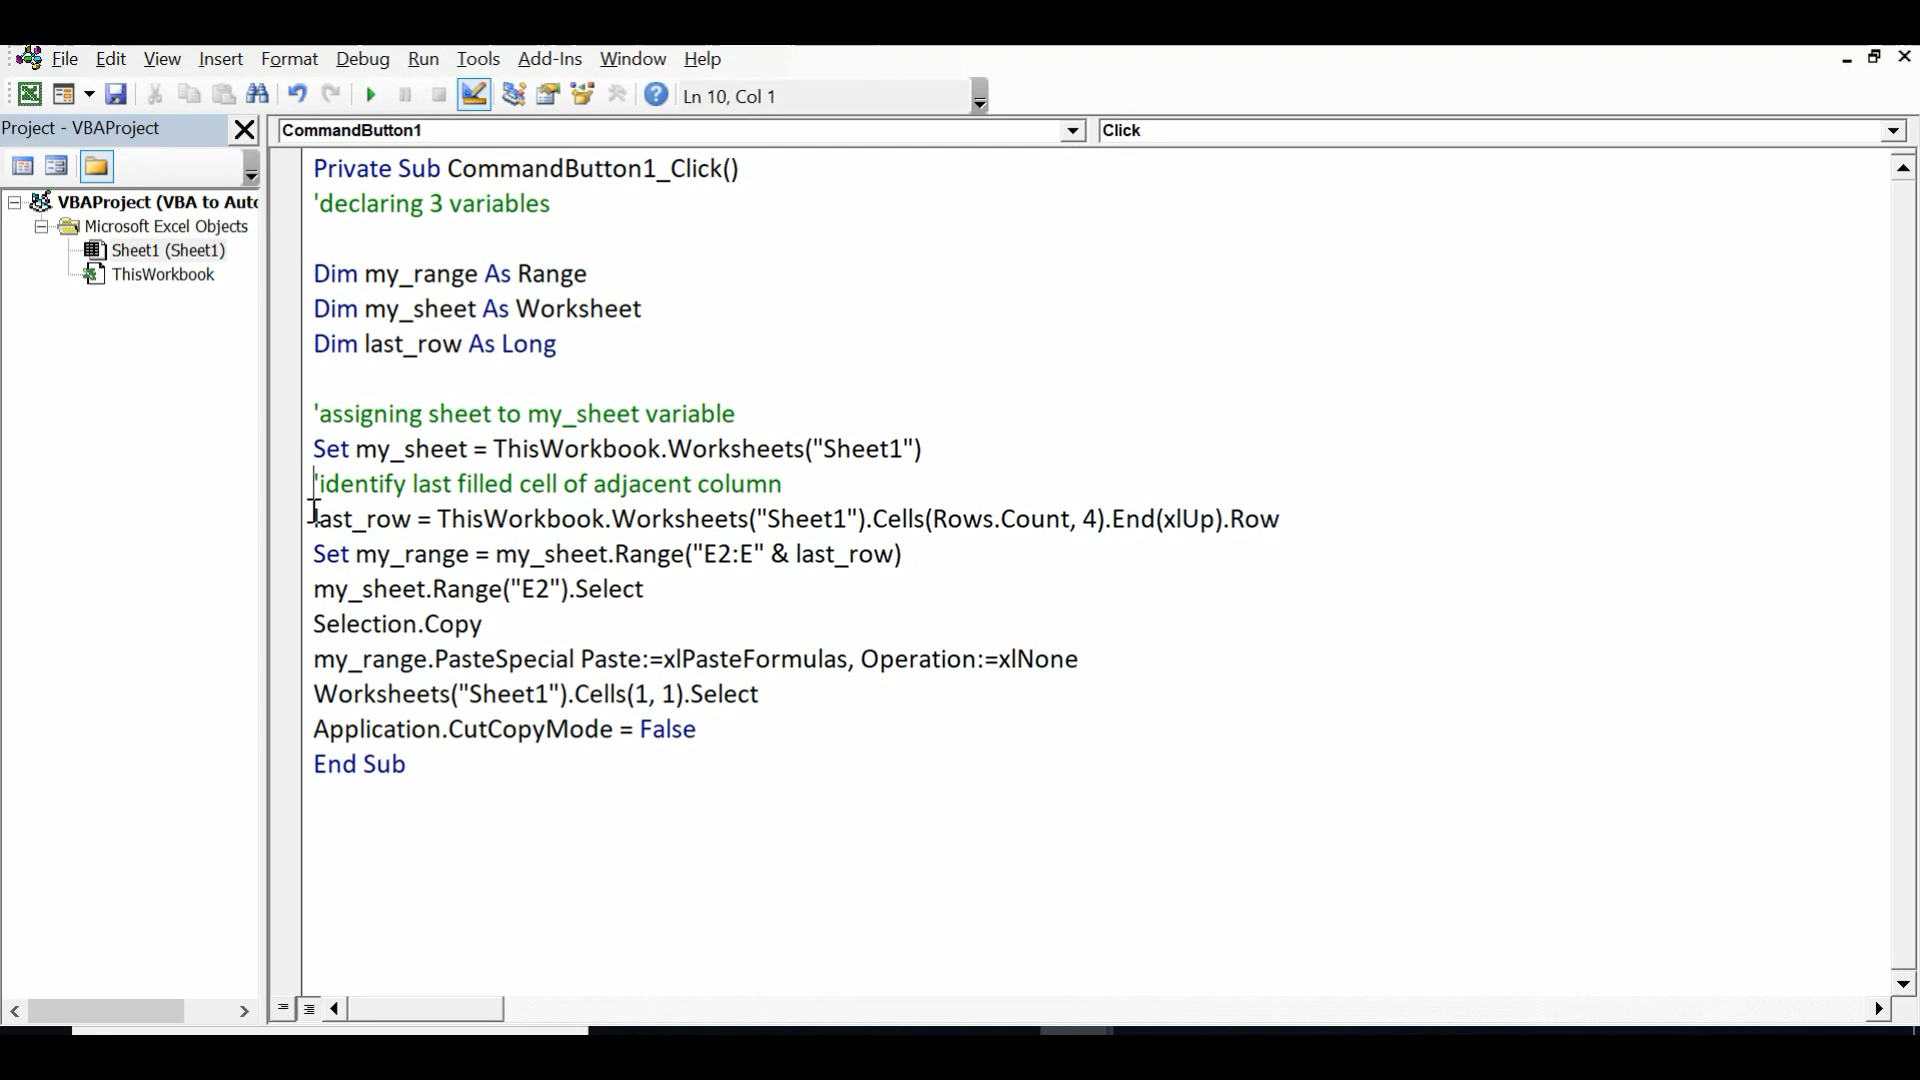 File Edit View Insert Format Debug Run Tools Add-Ins Window Help
Ln 10, Col 1
Project - VBAProject
CommandButton1
Click
VBAProject (VBA to Auto
Microsoft Excel Objects
Sheet1 (Sheet1)
ThisWorkbook
Private Sub CommandButton1_Click()
'declaring 3 variables
Dim my_range As Range
Dim my_sheet As Worksheet
Dim last_row As Long
'assigning sheet to my_sheet variable
Set my_sheet = ThisWorkbook.Worksheets("Sheet1")
'identify last filled cell of adjacent column
last_row = ThisWorkbook.Worksheets("Sheet1").Cells(Rows.Count, 4).End(xlUp).Row
Set my_range = my_sheet.Range("E2:E" & last_row)
my_sheet.Range("E2").Select
Selection.Copy
my_range.PasteSpecial Paste:=xlPasteFormulas, Operation:=xlNone
Worksheets("Sheet1").Cells(1, 1).Select
Application.CutCopyMode = False
End Sub